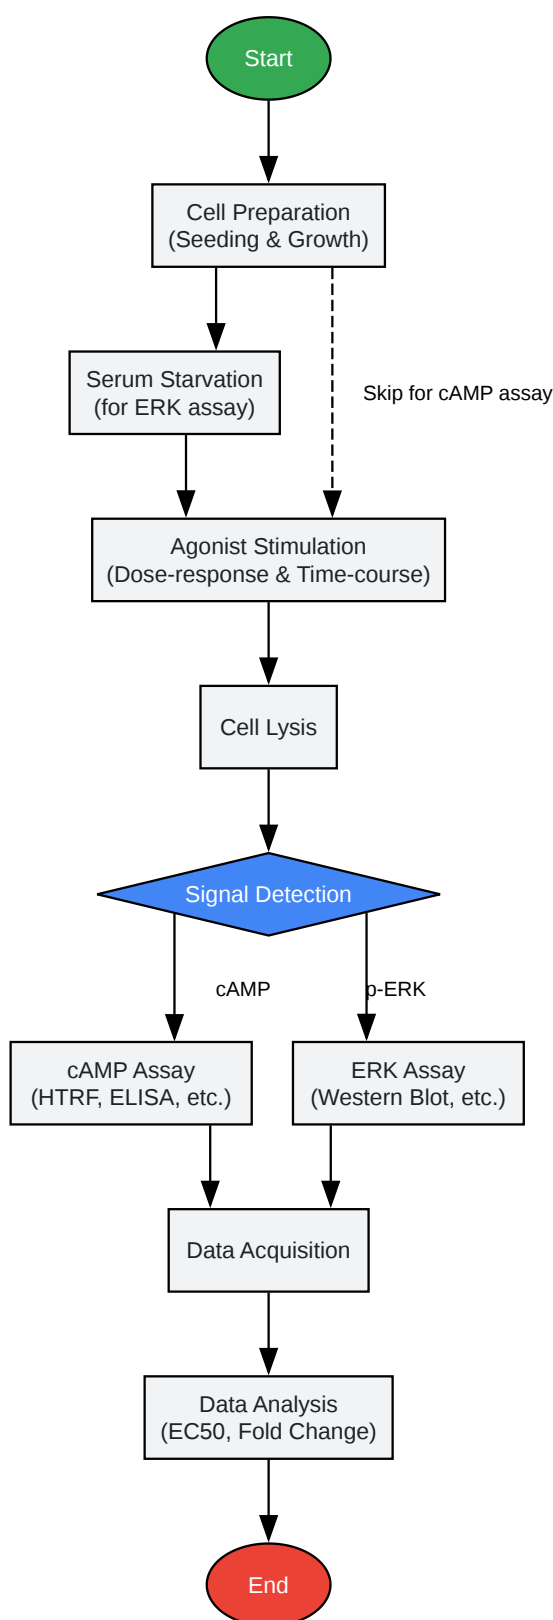 Start
Cell Preparation
(Seeding & Growth)
Serum Starvation
(for ERK assay)
Skip for cAMP assay
Agonist Stimulation
(Dose-response & Time-course)
Cell Lysis
Signal Detection
cAMP
p-ERK
cAMP Assay
(HTRF, ELISA, etc.)
ERK Assay
(Western Blot, etc.)
Data Acquisition
Data Analysis
(EC50, Fold Change)
End